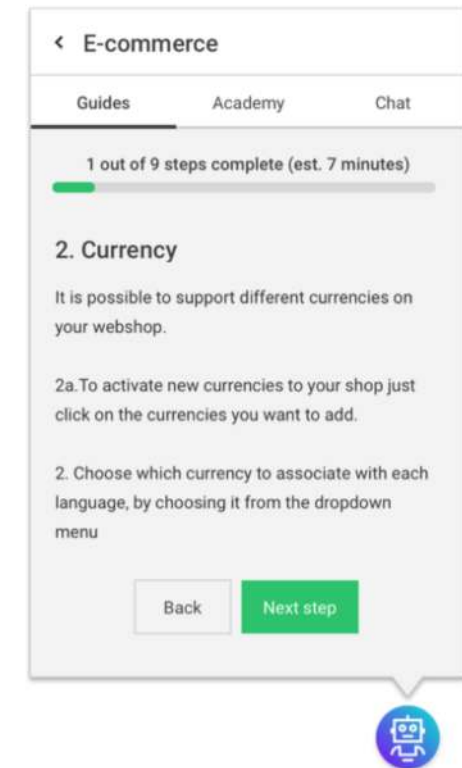 E-commerce
Guides Academy Chat
1 out of 9 steps complete (est. 7 minutes)
2. Currency
It is possible to support different currencies on
your webshop.
2a.To activate new currencies to your shop just
click on the currencies you want to add.
2. Choose which currency to associate with each
language, by choosing it from the dropdown
menu
Back Next step